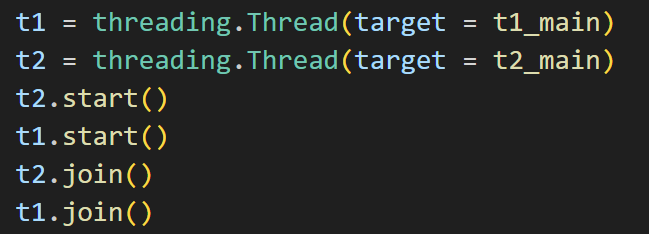 t1 = threading.Thread(target = t1_main)
t2 = threading.Thread(target = t2_main)
t2.start()
t1.start()
t2.join()
t1.join()